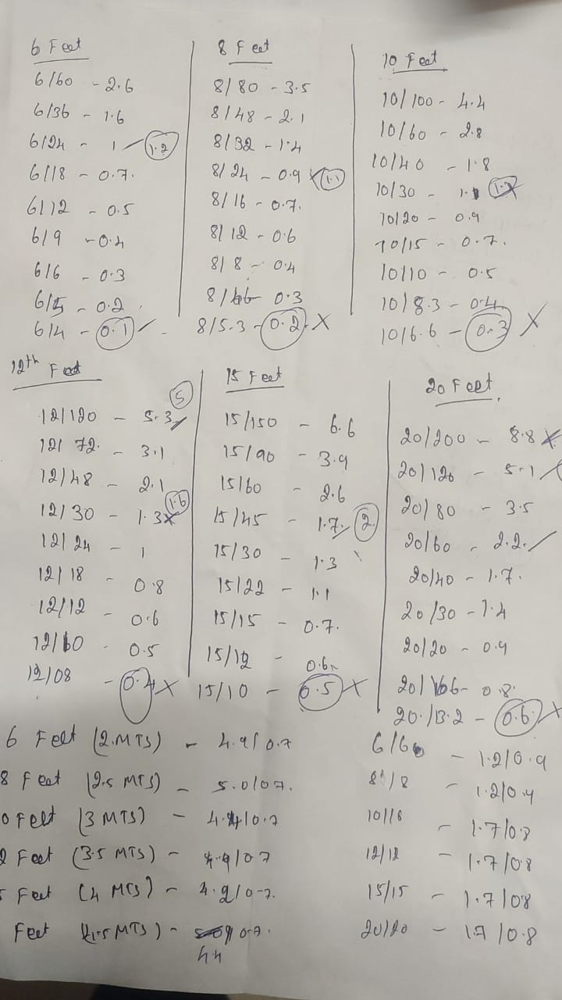 6 Feet
6/60 - 2.6
6/36 - 1.6
6/24 - 1 (1.2)
6/18 - 0.7.
6/12 - 0.5
6/9 - 0.4
6/6 - 0.3
6/5 - 0.2
6/4 - 0.1
8 Feet
8/80 - 3.5
8/48 - 2.1
8/32 - 1.4
8/24 - 0.9 x (1.1)
8/16 - 0.7.
8/12 - 0.6
8/8 - 0.4
8/66 - 0.3
8/5.3 - 0.2 x
10 Feet
10/100 - 4.4
10/60 - 2.8
10/40 - 1.8
10/30 -
10/20 - 0.9
10/15 - 0.7.
10/10 - 0.5
10/8.3 - 0.4
10/6.6 - 0.3 x
12th Feet
(5)
12/120 - 5.3
12/72. - 3.1
12/48 - 2.1
12/30 - 1.3x (1.6)
12/24 - 1
12/18 - 0.8
12/12 - 0.6
12/10 - 0.5
12/08 - 0.4 x
15 Feet
15/150 - 6.6
15/90 - 3.9
15/60 - 2.6
15/45 - 1.7. (2)
15/30 - 1.3
15/22 - 1.1
15/15 - 0.7.
15/12 - 0.6
15/10 - 0.5 x
20 Feet.
20/200 - 8.8 x
20/120 - 5.1
20/80 - 3.5
20/60 - 2.2.
20/40 - 1.7.
20/30 - 1.4
20/20 - 0.9
20/166 - 0.8
20./13.2 - 0.6 x
6 Feet (2.MTS) - 4.9/0.7
8 Feet (2.5 MTS) - 5.0/07.
0 Feet (3 MTS) - 4.4/0.7
2 Feet (3.5 MTS) - 4.9/07
5 Feet (4 MTS) - 4.2/0-7.
Feet (4.5 MTS) - 0.7.
4.4
6/6 - 1.2/0.9
8/8 - 1.2/0.4
10/16 - 1.7/0.8
12/12 - 1.7/0.8
15/15 - 1.7/08
20/20 - 1.7/0.8